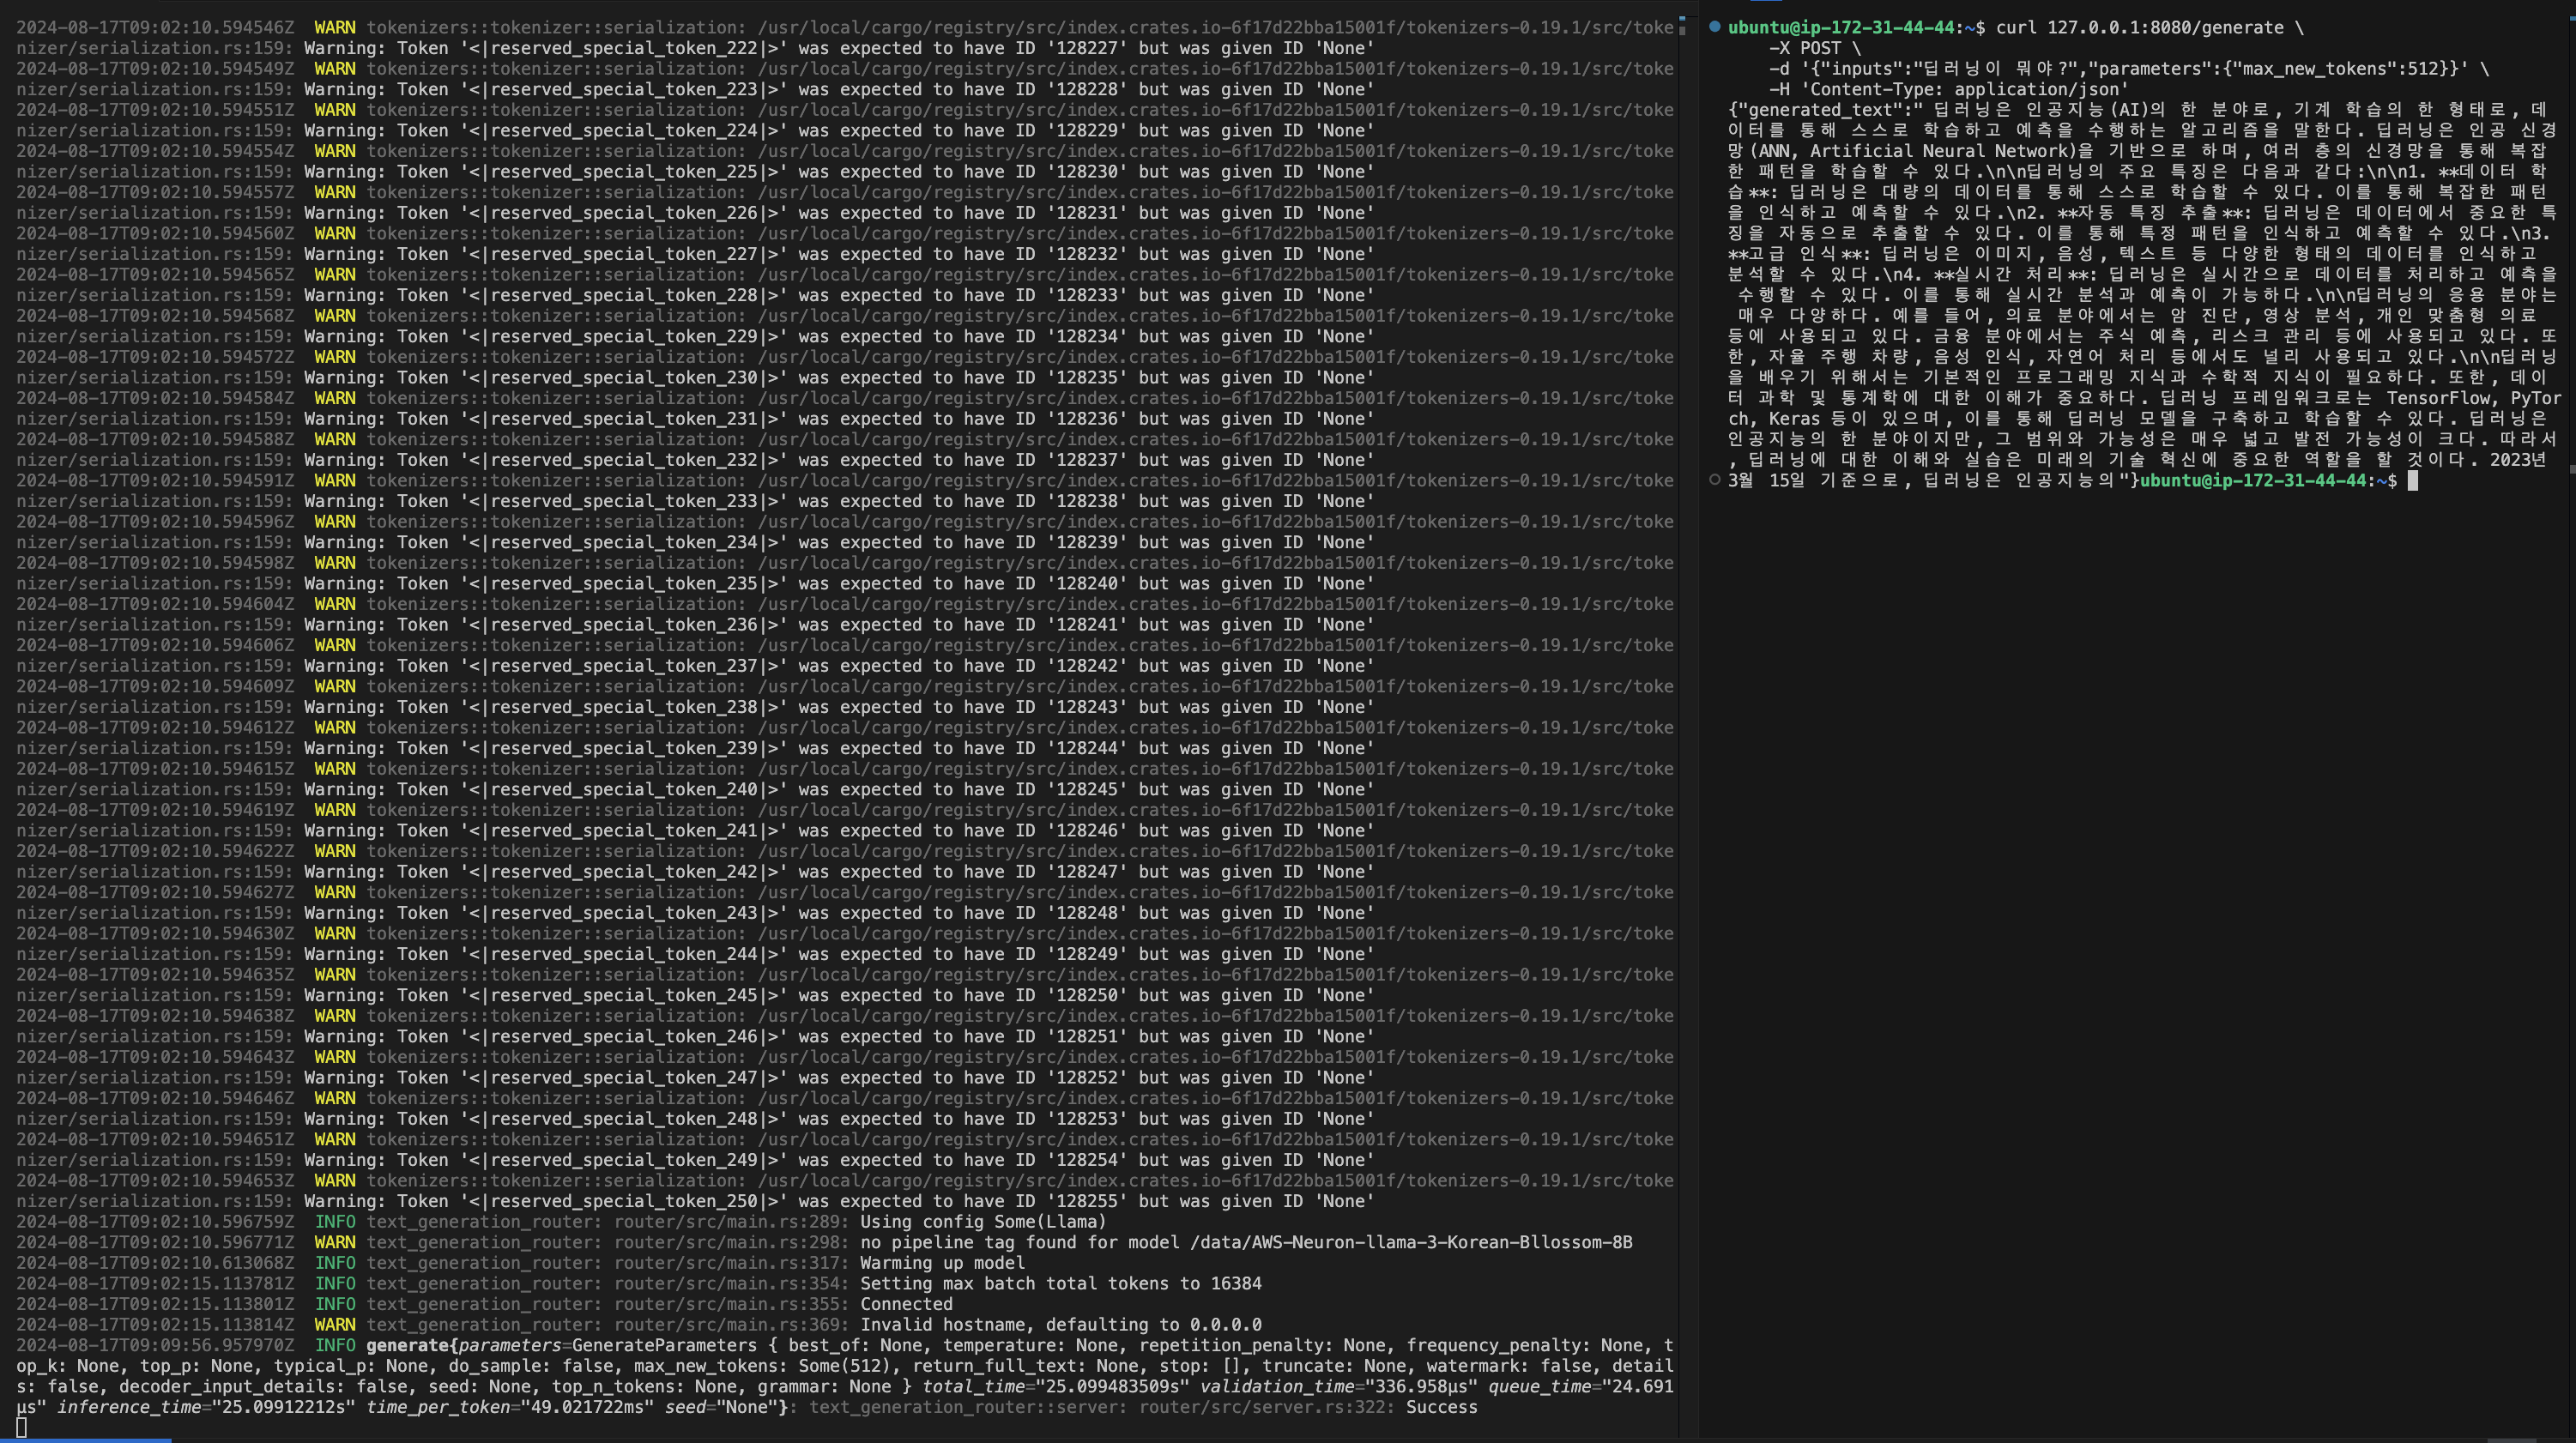 2024-08-17T09:02:10.594546Z  WARN tokenizers::tokenizer::serialization: /usr/local/cargo/registry/src/index.crates.io-6f17d22bba15001f/tokenizers-0.19.1/src/toke
nizer/serialization.rs:159: Warning: Token '<|reserved_special_token_222|>' was expected to have ID '128227' but was given ID 'None'
2024-08-17T09:02:10.594549Z  WARN tokenizers::tokenizer::serialization: /usr/local/cargo/registry/src/index.crates.io-6f17d22bba15001f/tokenizers-0.19.1/src/toke
nizer/serialization.rs:159: Warning: Token '<|reserved_special_token_223|>' was expected to have ID '128228' but was given ID 'None'
2024-08-17T09:02:10.594551Z  WARN tokenizers::tokenizer::serialization: /usr/local/cargo/registry/src/index.crates.io-6f17d22bba15001f/tokenizers-0.19.1/src/toke
nizer/serialization.rs:159: Warning: Token '<|reserved_special_token_224|>' was expected to have ID '128229' but was given ID 'None'
2024-08-17T09:02:10.594554Z  WARN tokenizers::tokenizer::serialization: /usr/local/cargo/registry/src/index.crates.io-6f17d22bba15001f/tokenizers-0.19.1/src/toke
nizer/serialization.rs:159: Warning: Token '<|reserved_special_token_225|>' was expected to have ID '128230' but was given ID 'None'
2024-08-17T09:02:10.594557Z  WARN tokenizers::tokenizer::serialization: /usr/local/cargo/registry/src/index.crates.io-6f17d22bba15001f/tokenizers-0.19.1/src/toke
nizer/serialization.rs:159: Warning: Token '<|reserved_special_token_226|>' was expected to have ID '128231' but was given ID 'None'
2024-08-17T09:02:10.594560Z  WARN tokenizers::tokenizer::serialization: /usr/local/cargo/registry/src/index.crates.io-6f17d22bba15001f/tokenizers-0.19.1/src/toke
nizer/serialization.rs:159: Warning: Token '<|reserved_special_token_227|>' was expected to have ID '128232' but was given ID 'None'
2024-08-17T09:02:10.594565Z  WARN tokenizers::tokenizer::serialization: /usr/local/cargo/registry/src/index.crates.io-6f17d22bba15001f/tokenizers-0.19.1/src/toke
nizer/serialization.rs:159: Warning: Token '<|reserved_special_token_228|>' was expected to have ID '128233' but was given ID 'None'
2024-08-17T09:02:10.594568Z  WARN tokenizers::tokenizer::serialization: /usr/local/cargo/registry/src/index.crates.io-6f17d22bba15001f/tokenizers-0.19.1/src/toke
nizer/serialization.rs:159: Warning: Token '<|reserved_special_token_229|>' was expected to have ID '128234' but was given ID 'None'
2024-08-17T09:02:10.594572Z  WARN tokenizers::tokenizer::serialization: /usr/local/cargo/registry/src/index.crates.io-6f17d22bba15001f/tokenizers-0.19.1/src/toke
nizer/serialization.rs:159: Warning: Token '<|reserved_special_token_230|>' was expected to have ID '128235' but was given ID 'None'
2024-08-17T09:02:10.594584Z  WARN tokenizers::tokenizer::serialization: /usr/local/cargo/registry/src/index.crates.io-6f17d22bba15001f/tokenizers-0.19.1/src/toke
nizer/serialization.rs:159: Warning: Token '<|reserved_special_token_231|>' was expected to have ID '128236' but was given ID 'None'
2024-08-17T09:02:10.594588Z  WARN tokenizers::tokenizer::serialization: /usr/local/cargo/registry/src/index.crates.io-6f17d22bba15001f/tokenizers-0.19.1/src/toke
nizer/serialization.rs:159: Warning: Token '<|reserved_special_token_232|>' was expected to have ID '128237' but was given ID 'None'
2024-08-17T09:02:10.594591Z  WARN tokenizers::tokenizer::serialization: /usr/local/cargo/registry/src/index.crates.io-6f17d22bba15001f/tokenizers-0.19.1/src/toke
nizer/serialization.rs:159: Warning: Token '<|reserved_special_token_233|>' was expected to have ID '128238' but was given ID 'None'
2024-08-17T09:02:10.594596Z  WARN tokenizers::tokenizer::serialization: /usr/local/cargo/registry/src/index.crates.io-6f17d22bba15001f/tokenizers-0.19.1/src/toke
nizer/serialization.rs:159: Warning: Token '<|reserved_special_token_234|>' was expected to have ID '128239' but was given ID 'None'
2024-08-17T09:02:10.594598Z  WARN tokenizers::tokenizer::serialization: /usr/local/cargo/registry/src/index.crates.io-6f17d22bba15001f/tokenizers-0.19.1/src/toke
nizer/serialization.rs:159: Warning: Token '<|reserved_special_token_235|>' was expected to have ID '128240' but was given ID 'None'
2024-08-17T09:02:10.594604Z  WARN tokenizers::tokenizer::serialization: /usr/local/cargo/registry/src/index.crates.io-6f17d22bba15001f/tokenizers-0.19.1/src/toke
nizer/serialization.rs:159: Warning: Token '<|reserved_special_token_236|>' was expected to have ID '128241' but was given ID 'None'
2024-08-17T09:02:10.594606Z  WARN tokenizers::tokenizer::serialization: /usr/local/cargo/registry/src/index.crates.io-6f17d22bba15001f/tokenizers-0.19.1/src/toke
nizer/serialization.rs:159: Warning: Token '<|reserved_special_token_237|>' was expected to have ID '128242' but was given ID 'None'
2024-08-17T09:02:10.594609Z  WARN tokenizers::tokenizer::serialization: /usr/local/cargo/registry/src/index.crates.io-6f17d22bba15001f/tokenizers-0.19.1/src/toke
nizer/serialization.rs:159: Warning: Token '<|reserved_special_token_238|>' was expected to have ID '128243' but was given ID 'None'
2024-08-17T09:02:10.594612Z  WARN tokenizers::tokenizer::serialization: /usr/local/cargo/registry/src/index.crates.io-6f17d22bba15001f/tokenizers-0.19.1/src/toke
nizer/serialization.rs:159: Warning: Token '<|reserved_special_token_239|>' was expected to have ID '128244' but was given ID 'None'
2024-08-17T09:02:10.594615Z  WARN tokenizers::tokenizer::serialization: /usr/local/cargo/registry/src/index.crates.io-6f17d22bba15001f/tokenizers-0.19.1/src/toke
nizer/serialization.rs:159: Warning: Token '<|reserved_special_token_240|>' was expected to have ID '128245' but was given ID 'None'
2024-08-17T09:02:10.594619Z  WARN tokenizers::tokenizer::serialization: /usr/local/cargo/registry/src/index.crates.io-6f17d22bba15001f/tokenizers-0.19.1/src/toke
nizer/serialization.rs:159: Warning: Token '<|reserved_special_token_241|>' was expected to have ID '128246' but was given ID 'None'
2024-08-17T09:02:10.594622Z  WARN tokenizers::tokenizer::serialization: /usr/local/cargo/registry/src/index.crates.io-6f17d22bba15001f/tokenizers-0.19.1/src/toke
nizer/serialization.rs:159: Warning: Token '<|reserved_special_token_242|>' was expected to have ID '128247' but was given ID 'None'
2024-08-17T09:02:10.594627Z  WARN tokenizers::tokenizer::serialization: /usr/local/cargo/registry/src/index.crates.io-6f17d22bba15001f/tokenizers-0.19.1/src/toke
nizer/serialization.rs:159: Warning: Token '<|reserved_special_token_243|>' was expected to have ID '128248' but was given ID 'None'
2024-08-17T09:02:10.594630Z  WARN tokenizers::tokenizer::serialization: /usr/local/cargo/registry/src/index.crates.io-6f17d22bba15001f/tokenizers-0.19.1/src/toke
nizer/serialization.rs:159: Warning: Token '<|reserved_special_token_244|>' was expected to have ID '128249' but was given ID 'None'
2024-08-17T09:02:10.594635Z  WARN tokenizers::tokenizer::serialization: /usr/local/cargo/registry/src/index.crates.io-6f17d22bba15001f/tokenizers-0.19.1/src/toke
nizer/serialization.rs:159: Warning: Token '<|reserved_special_token_245|>' was expected to have ID '128250' but was given ID 'None'
2024-08-17T09:02:10.594638Z  WARN tokenizers::tokenizer::serialization: /usr/local/cargo/registry/src/index.crates.io-6f17d22bba15001f/tokenizers-0.19.1/src/toke
nizer/serialization.rs:159: Warning: Token '<|reserved_special_token_246|>' was expected to have ID '128251' but was given ID 'None'
2024-08-17T09:02:10.594643Z  WARN tokenizers::tokenizer::serialization: /usr/local/cargo/registry/src/index.crates.io-6f17d22bba15001f/tokenizers-0.19.1/src/toke
nizer/serialization.rs:159: Warning: Token '<|reserved_special_token_247|>' was expected to have ID '128252' but was given ID 'None'
2024-08-17T09:02:10.594646Z  WARN tokenizers::tokenizer::serialization: /usr/local/cargo/registry/src/index.crates.io-6f17d22bba15001f/tokenizers-0.19.1/src/toke
nizer/serialization.rs:159: Warning: Token '<|reserved_special_token_248|>' was expected to have ID '128253' but was given ID 'None'
2024-08-17T09:02:10.594651Z  WARN tokenizers::tokenizer::serialization: /usr/local/cargo/registry/src/index.crates.io-6f17d22bba15001f/tokenizers-0.19.1/src/toke
nizer/serialization.rs:159: Warning: Token '<|reserved_special_token_249|>' was expected to have ID '128254' but was given ID 'None'
2024-08-17T09:02:10.594653Z  WARN tokenizers::tokenizer::serialization: /usr/local/cargo/registry/src/index.crates.io-6f17d22bba15001f/tokenizers-0.19.1/src/toke
nizer/serialization.rs:159: Warning: Token '<|reserved_special_token_250|>' was expected to have ID '128255' but was given ID 'None'
2024-08-17T09:02:10.596759Z  INFO text_generation_router: router/src/main.rs:289: Using config Some(Llama)
2024-08-17T09:02:10.596771Z  WARN text_generation_router: router/src/main.rs:298: no pipeline tag found for model /data/AWS-Neuron-llama-3-Korean-Bllossom-8B
2024-08-17T09:02:10.613068Z  INFO text_generation_router: router/src/main.rs:317: Warming up model
2024-08-17T09:02:15.113781Z  INFO text_generation_router: router/src/main.rs:354: Setting max batch total tokens to 16384
2024-08-17T09:02:15.113801Z  INFO text_generation_router: router/src/main.rs:355: Connected
2024-08-17T09:02:15.113814Z  WARN text_generation_router: router/src/main.rs:369: Invalid hostname, defaulting to 0.0.0.0
2024-08-17T09:09:56.957970Z  INFO generate{parameters=GenerateParameters { best_of: None, temperature: None, repetition_penalty: None, frequency_penalty: None, t
op_k: None, top_p: None, typical_p: None, do_sample: false, max_new_tokens: Some(512), return_full_text: None, stop: [], truncate: None, watermark: false, detail
s: false, decoder_input_details: false, seed: None, top_n_tokens: None, grammar: None } total_time="25.099483509s" validation_time="336.958µs" queue_time="24.691
µs" inference_time="25.09912212s" time_per_token="49.021722ms" seed="None"}: text_generation_router::server: router/src/server.rs:322: Success
ubuntu@ip-172-31-44-44:~$ curl 127.0.0.1:8080/generate \
    -X POST \
    -d '{"inputs":"딥러닝이 뭐야?","parameters":{"max_new_tokens":512}}' \
    -H 'Content-Type: application/json'
{"generated_text":" 딥러닝은 인공지능(AI)의 한 분야로, 기계 학습의 한 형태로, 데
이터를 통해 스스로 학습하고 예측을 수행하는 알고리즘을 말한다. 딥러닝은 인공 신경
망(ANN, Artificial Neural Network)을 기반으로 하며, 여러 층의 신경망을 통해 복잡
한 패턴을 학습할 수 있다.\n\n딥러닝의 주요 특징은 다음과 같다:\n\n1. **데이터 학
습**: 딥러닝은 대량의 데이터를 통해 스스로 학습할 수 있다. 이를 통해 복잡한 패턴
을 인식하고 예측할 수 있다.\n2. **자동 특징 추출**: 딥러닝은 데이터에서 중요한 특
징을 자동으로 추출할 수 있다. 이를 통해 특정 패턴을 인식하고 예측할 수 있다.\n3.
**고급 인식**: 딥러닝은 이미지, 음성, 텍스트 등 다양한 형태의 데이터를 인식하고
분석할 수 있다.\n4. **실시간 처리**: 딥러닝은 실시간으로 데이터를 처리하고 예측을
수행할 수 있다. 이를 통해 실시간 분석과 예측이 가능하다.\n\n딥러닝의 응용 분야는
매우 다양하다. 예를 들어, 의료 분야에서는 암 진단, 영상 분석, 개인 맞춤형 의료
등에 사용되고 있다. 금융 분야에서는 주식 예측, 리스크 관리 등에 사용되고 있다. 또
한, 자율 주행 차량, 음성 인식, 자연어 처리 등에서도 널리 사용되고 있다.\n\n딥러닝
을 배우기 위해서는 기본적인 프로그래밍 지식과 수학적 지식이 필요하다. 또한, 데이
터 과학 및 통계학에 대한 이해가 중요하다. 딥러닝 프레임워크로는 TensorFlow, PyTor
ch, Keras 등이 있으며, 이를 통해 딥러닝 모델을 구축하고 학습할 수 있다. 딥러닝은
인공지능의 한 분야이지만, 그 범위와 가능성은 매우 넓고 발전 가능성이 크다. 따라서
, 딥러닝에 대한 이해와 실습은 미래의 기술 혁신에 중요한 역할을 할 것이다. 2023년
3월 15일 기준으로, 딥러닝은 인공지능의"}ubuntu@ip-172-31-44-44:~$